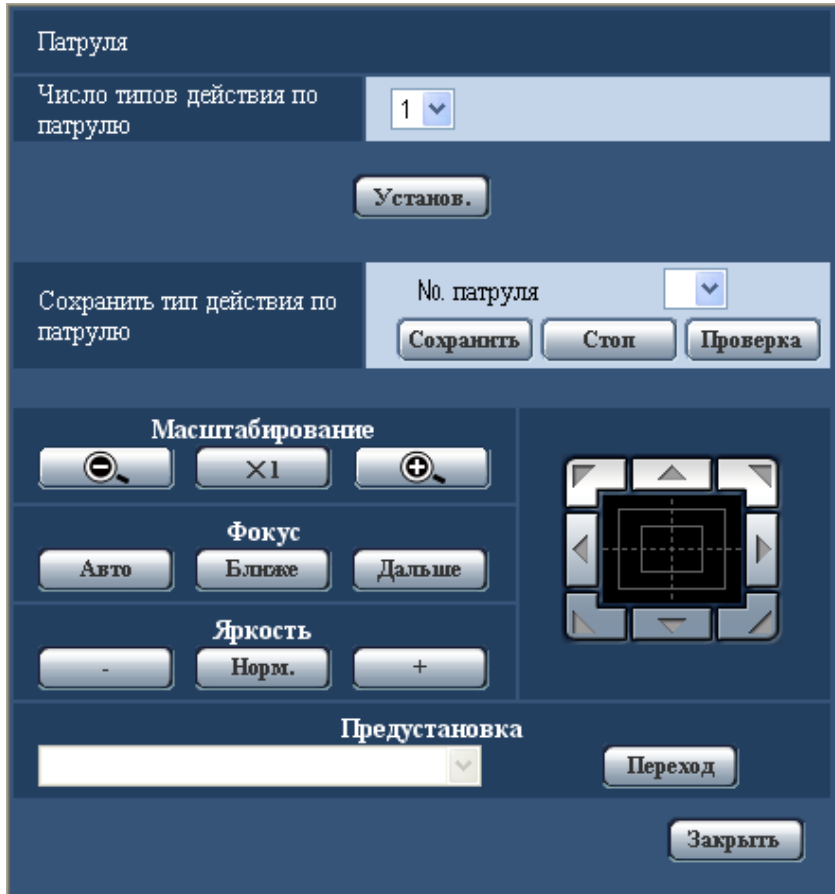 Патруля
Число типов действия по
патрулю
1
Установ.
Сохранить тип действия по
патрулю
No. патруля
Сохранить Стоп Проверка
Масштабирование
×1
Фокус
Авто Ближе Дальше
Яркость
- Норм. +
Предустановка
Переход
Закрыть